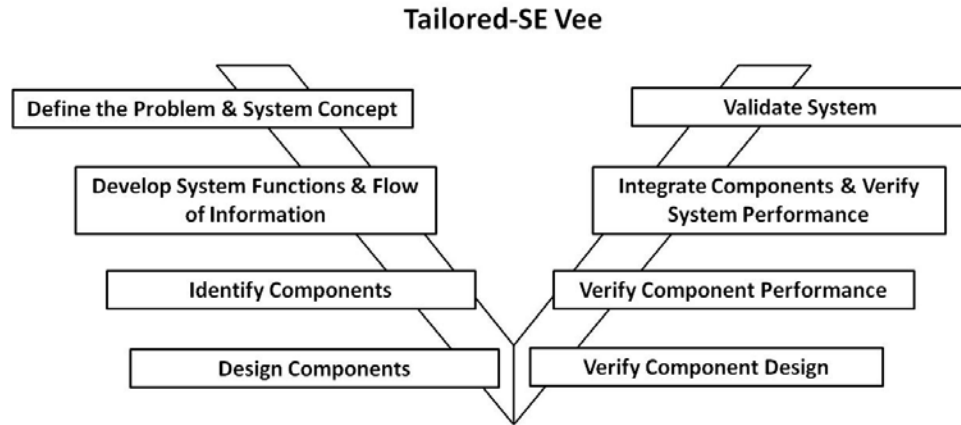 Tailored-SE Vee
Define the Problem & System Concept
Validate System
Develop System Functions & Flow
of Information
Integrate Components & Verify
System Performance
Identify Components
Verify Component Performance
Design Components
Verify Component Design